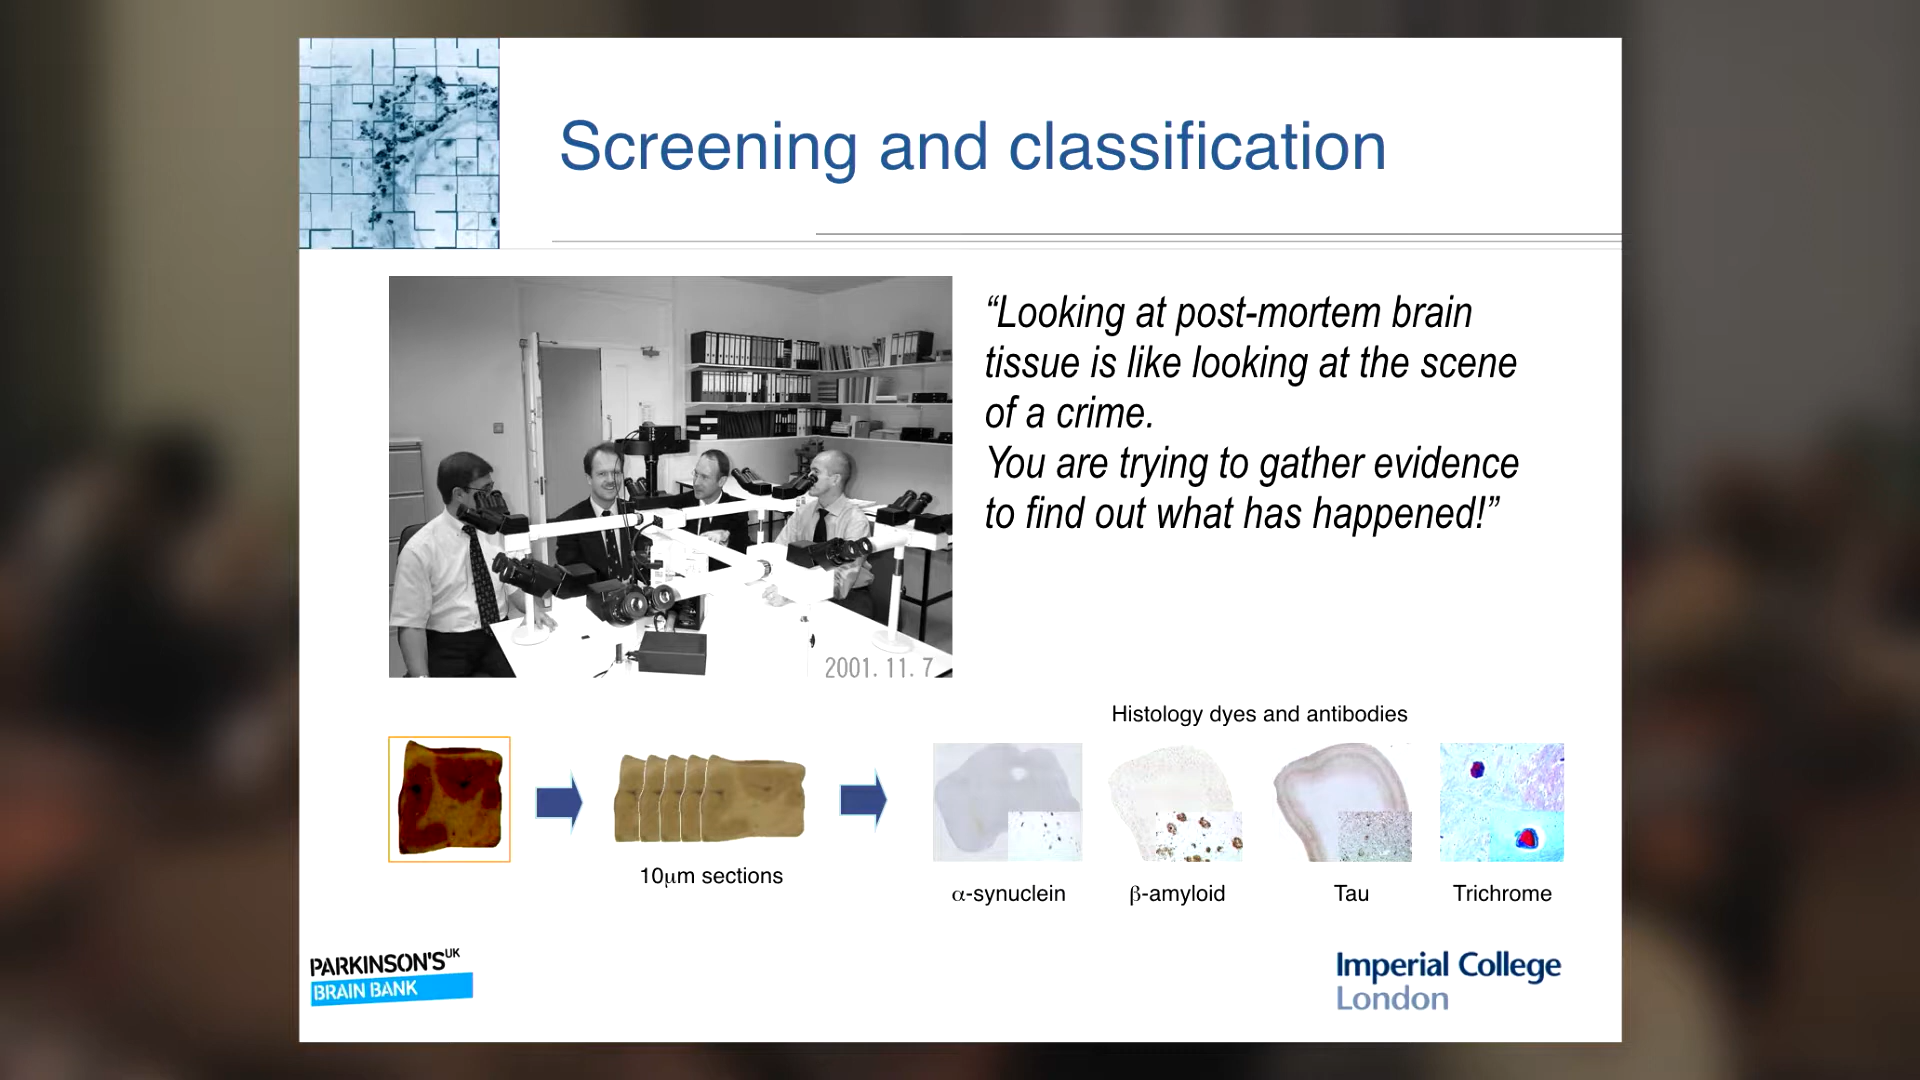 Screening and classification
“Looking at post-mortem brain
tissue is like looking at the scene
of a crime.
You are trying to gather evidence
to find out what has happened!”
2001. 11. 7
Histology dyes and antibodies
10μm sections
α-synuclein
β-amyloid
Tau
Trichrome
PARKINSON'S UK
BRAIN BANK
Imperial College
London